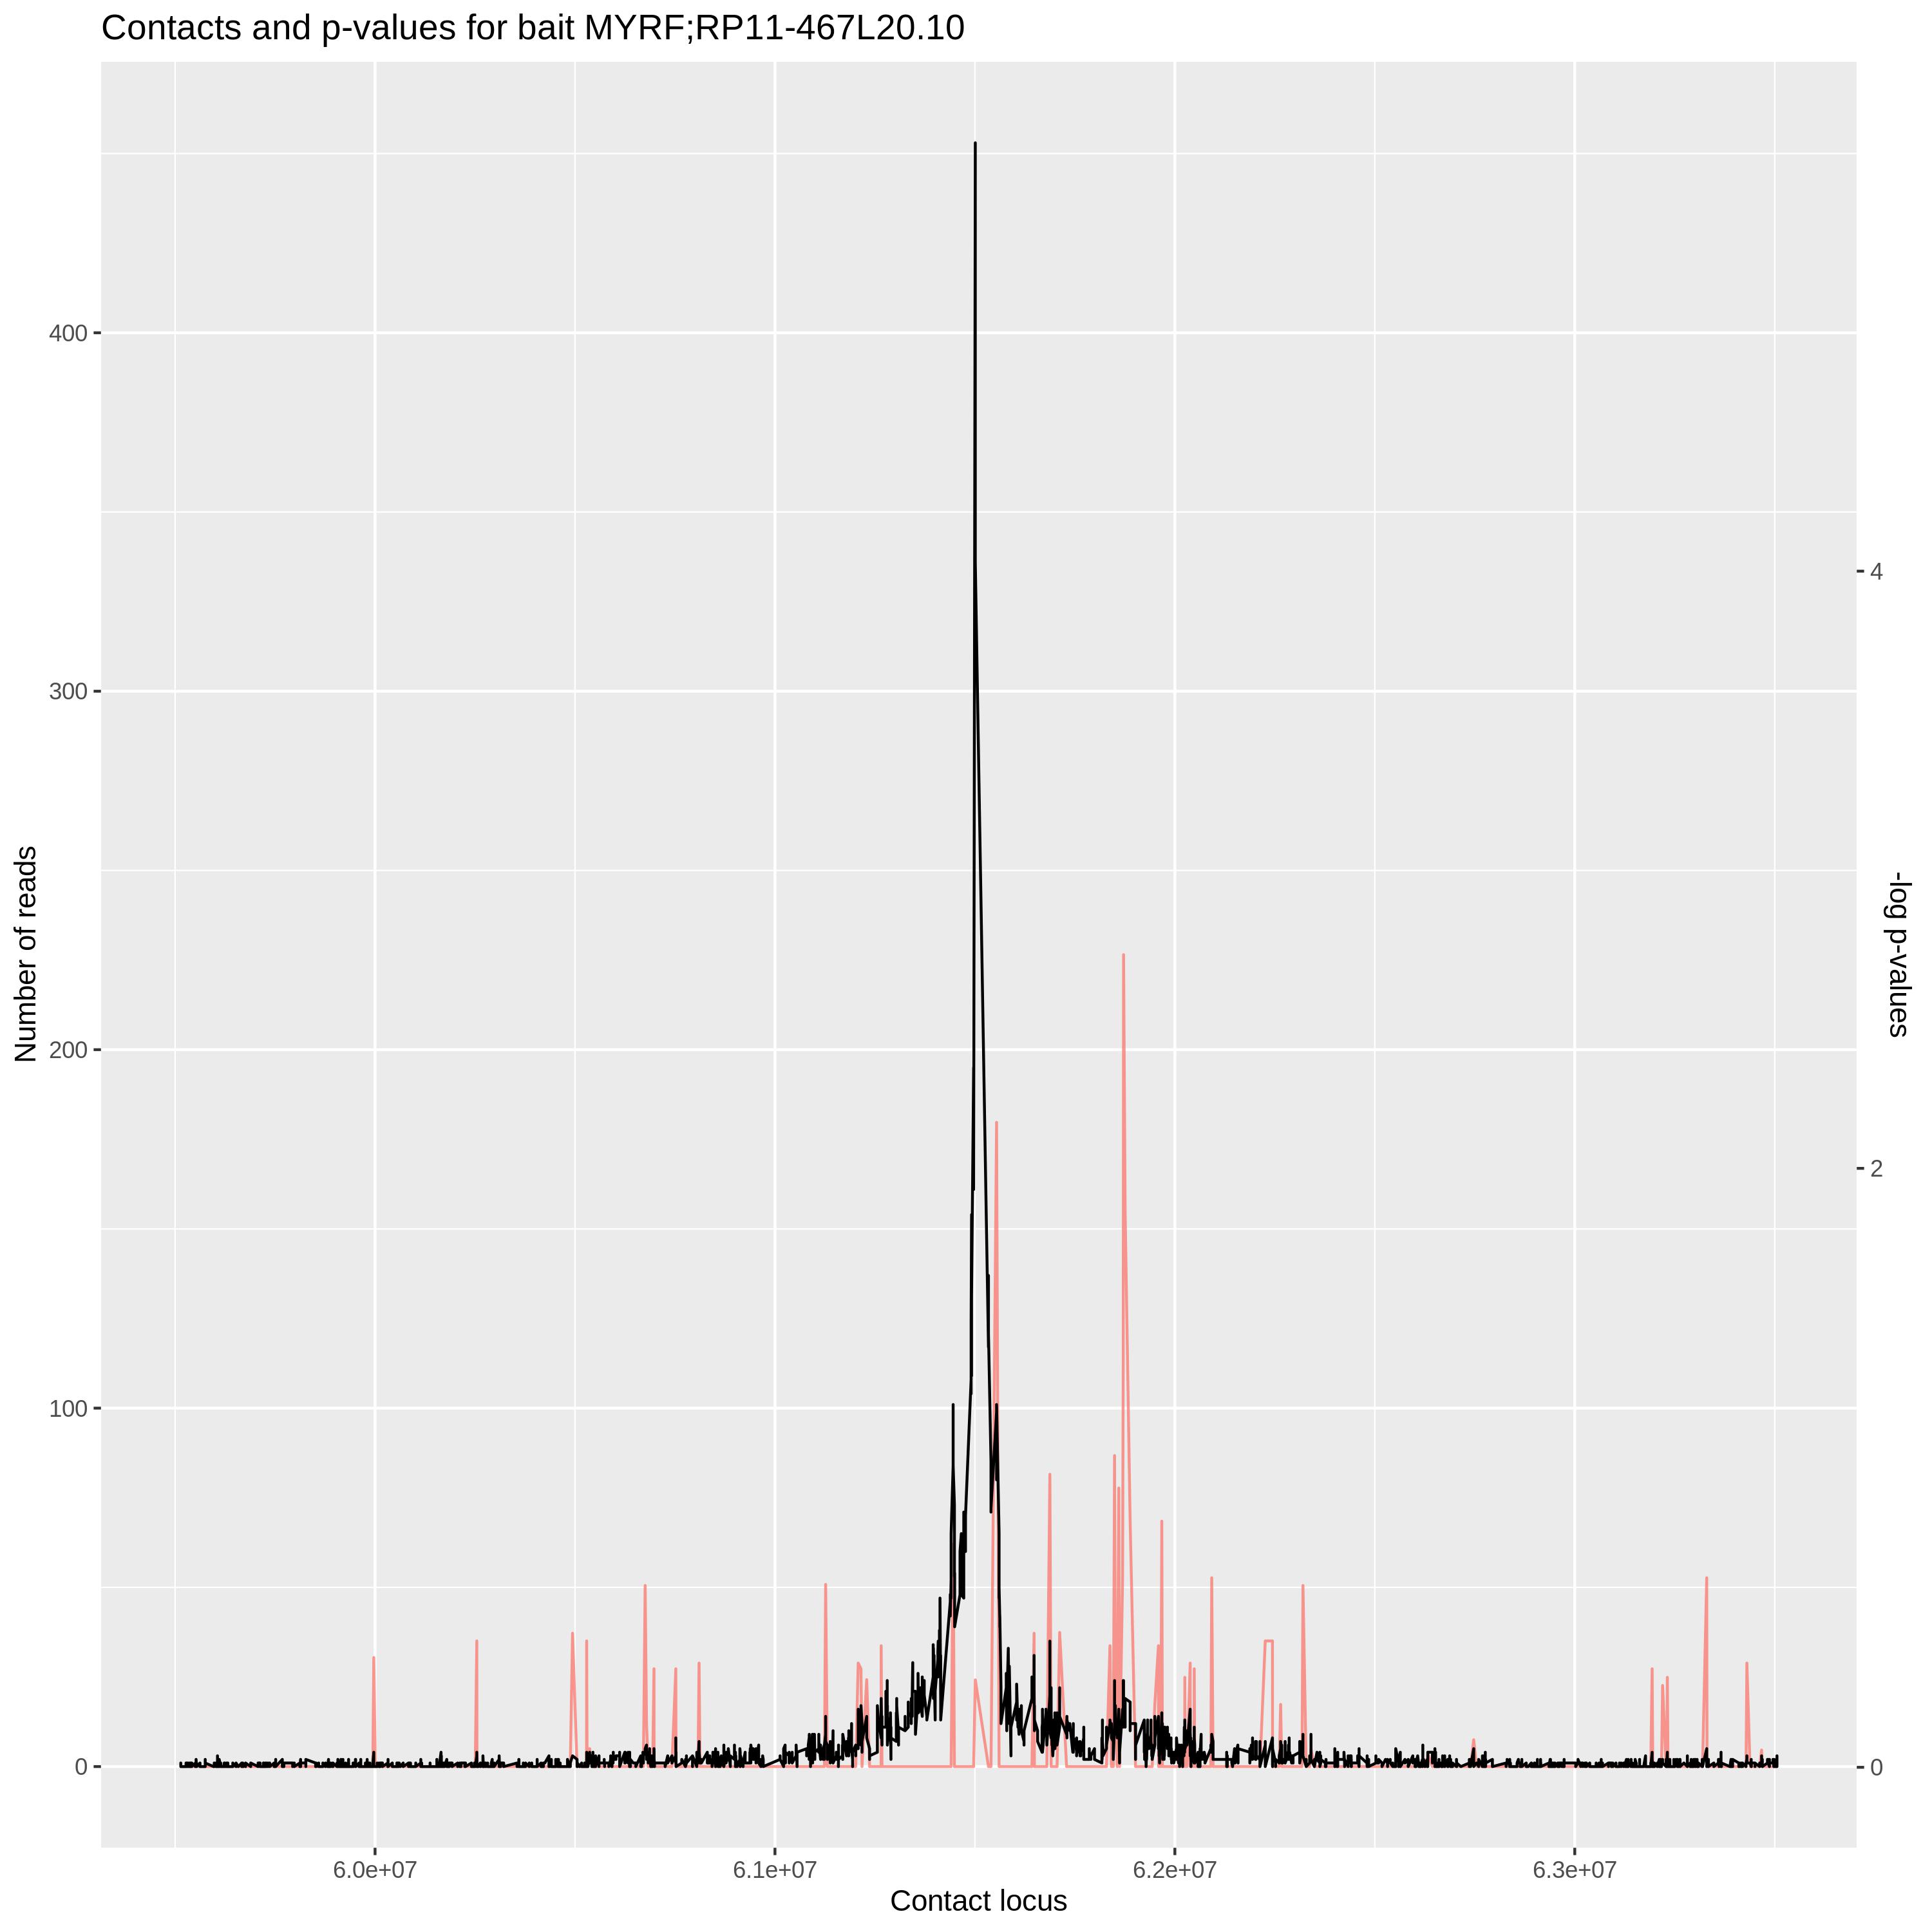 Contacts and p-values for bait MYRF;RP11-467L20.10
400
300
200
100
0
Number of reads
4
2
0
-log p-values
6.0e+07
6.1e+07
6.2e+07
6.3e+07
Contact locus